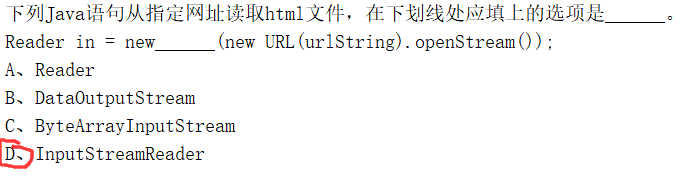 下列Java语句从指定网址读取html文件，在下划线处应填上的选项是______。
Reader in = new______(new URL(urlString).openStream());
A、Reader
B、DataOutputStream
C、ByteArrayInputStream
D、InputStreamReader